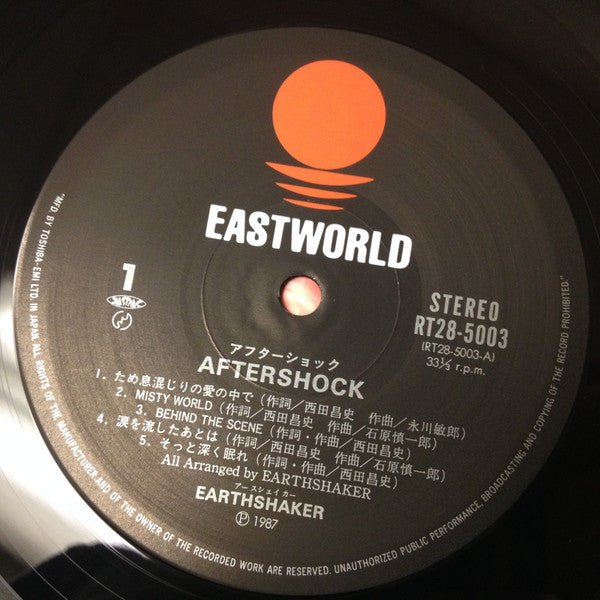 EASTWORLD
1
STEREO
RT28-5003
(RT28-5003-A)
33⅓ r.p.m.
アフターショック
AFTERSHOCK
1. ため息混じりの愛の中で (作詞／西田昌史 作曲／永川敏郎)
2. MISTY WORLD (作詞／西田昌史 作曲／石原慎一郎)
3. BEHIND THE SCENE (作詞・作曲／西田昌史)
4. 涙を流したあとは (作詞／西田昌史 作曲／石原慎一郎)
5. そっと深く眠れ (作詞・作曲／西田昌史)
All Arranged by EARTHSHAKER
アースシェイカー
EARTHSHAKER
Ⓟ 1987
"MFD. BY TOSHIBA-EMI LTD. IN JAPAN. ALL RIGHTS OF THE MANUFACTURER AND OF THE OWNER OF THE RECORDED WORK ARE RESERVED. UNAUTHORIZED PUBLIC PERFORMANCE, BROADCASTING AND COPYING OF THE RECORD PROHIBITED."